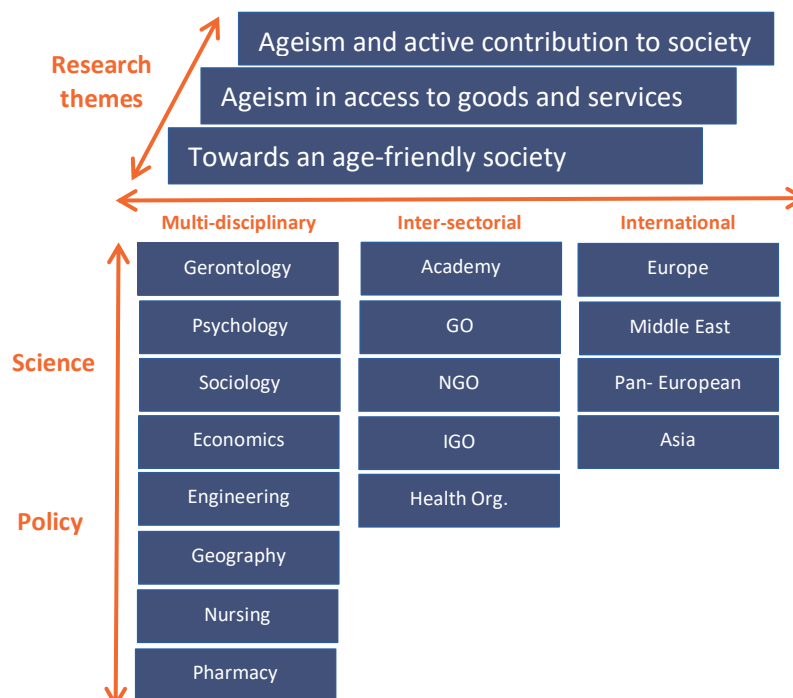 Research
themes
Ageism and active contribution to society
Ageism in access to goods and services
Towards an age-friendly society
Multi-disciplinary
Inter-sectorial
International
Science
Policy
Gerontology
Psychology
Sociology
Economics
Engineering
Geography
Nursing
Pharmacy
Academy
GO
NGO
IGO
Health Org.
Europe
Middle East
Pan- European
Asia